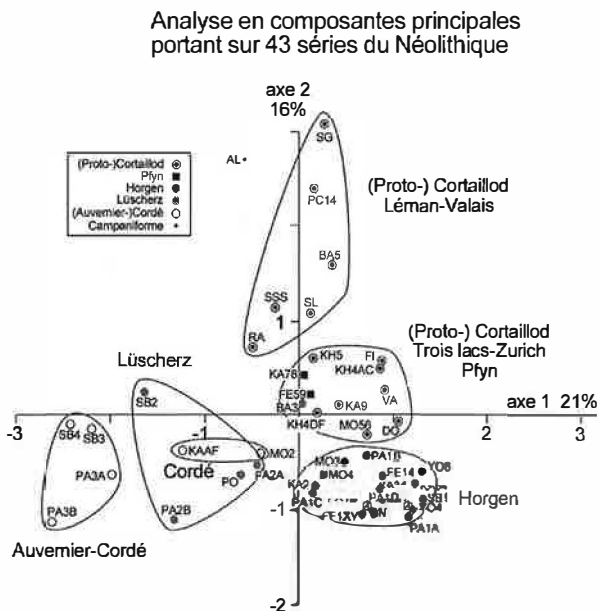 Analyse en composantes principales
portant sur 43 séries du Néolithique
axe 2
16%
SG
AL
(Proto-)Cortaillod
Pfyn
Horgen
Lüscherz
(Auvernier-)Cordé
Campaniforme
(Proto-) Cortaillod
Léman-Valais
PC14
BA5
SSS
SL
1
RA
(Proto-) Cortaillod
Trois lacs-Zurich
Pfyn
KH5
FI
KH4AC
KA78
Lüscherz
SB2
FE59
VA
BA3
KA9
axe 1 21%
-3
-1
2
3
KH4DF
MO56
DO
SB4
SB3
KAAF
MO2
Cordé
PA1B
MO3
MO4
FE14
YO8
PA3A
PO
PA2A
KA2
Horgen
PA1C
PA3B
PA2B
-1
PA1A
Auvernier-Cordé
-2